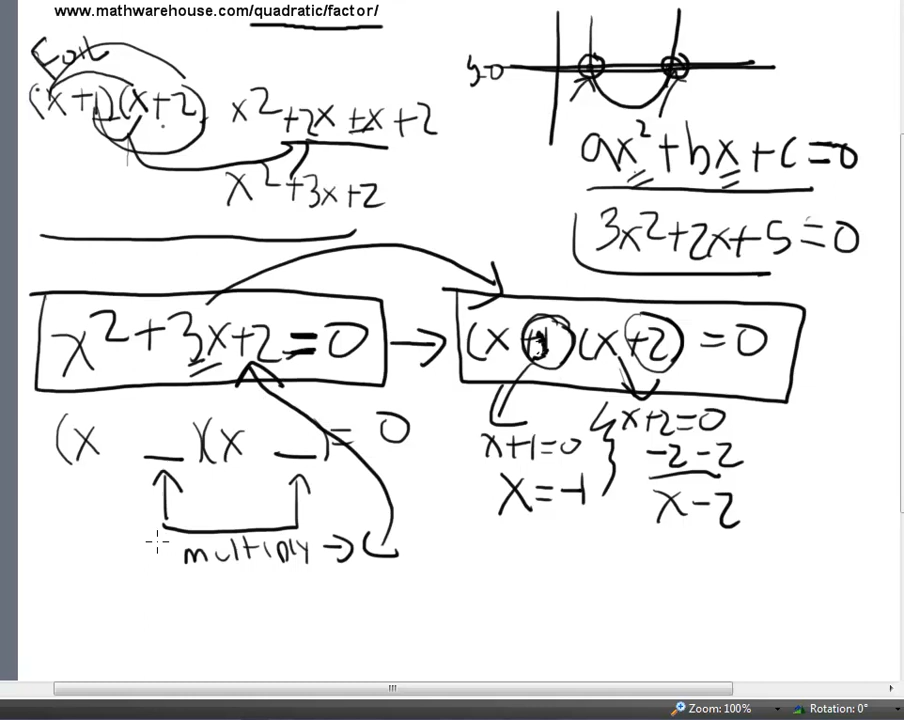 www.mathwarehouse.com/quadratic/factor/
Foil
(x+1)(x+2) x²+2x+x+2
x²+3x+2
y=0
ax²+bx+c=0
3x²+2x+5=0
x²+3x+2=0 → (x+1)(x+2)=0
(x _)(x _)=0
multiply → c
x+1=0
x=-1
x+2=0
-2 -2
x-2
Zoom: 100% Rotation: 0°